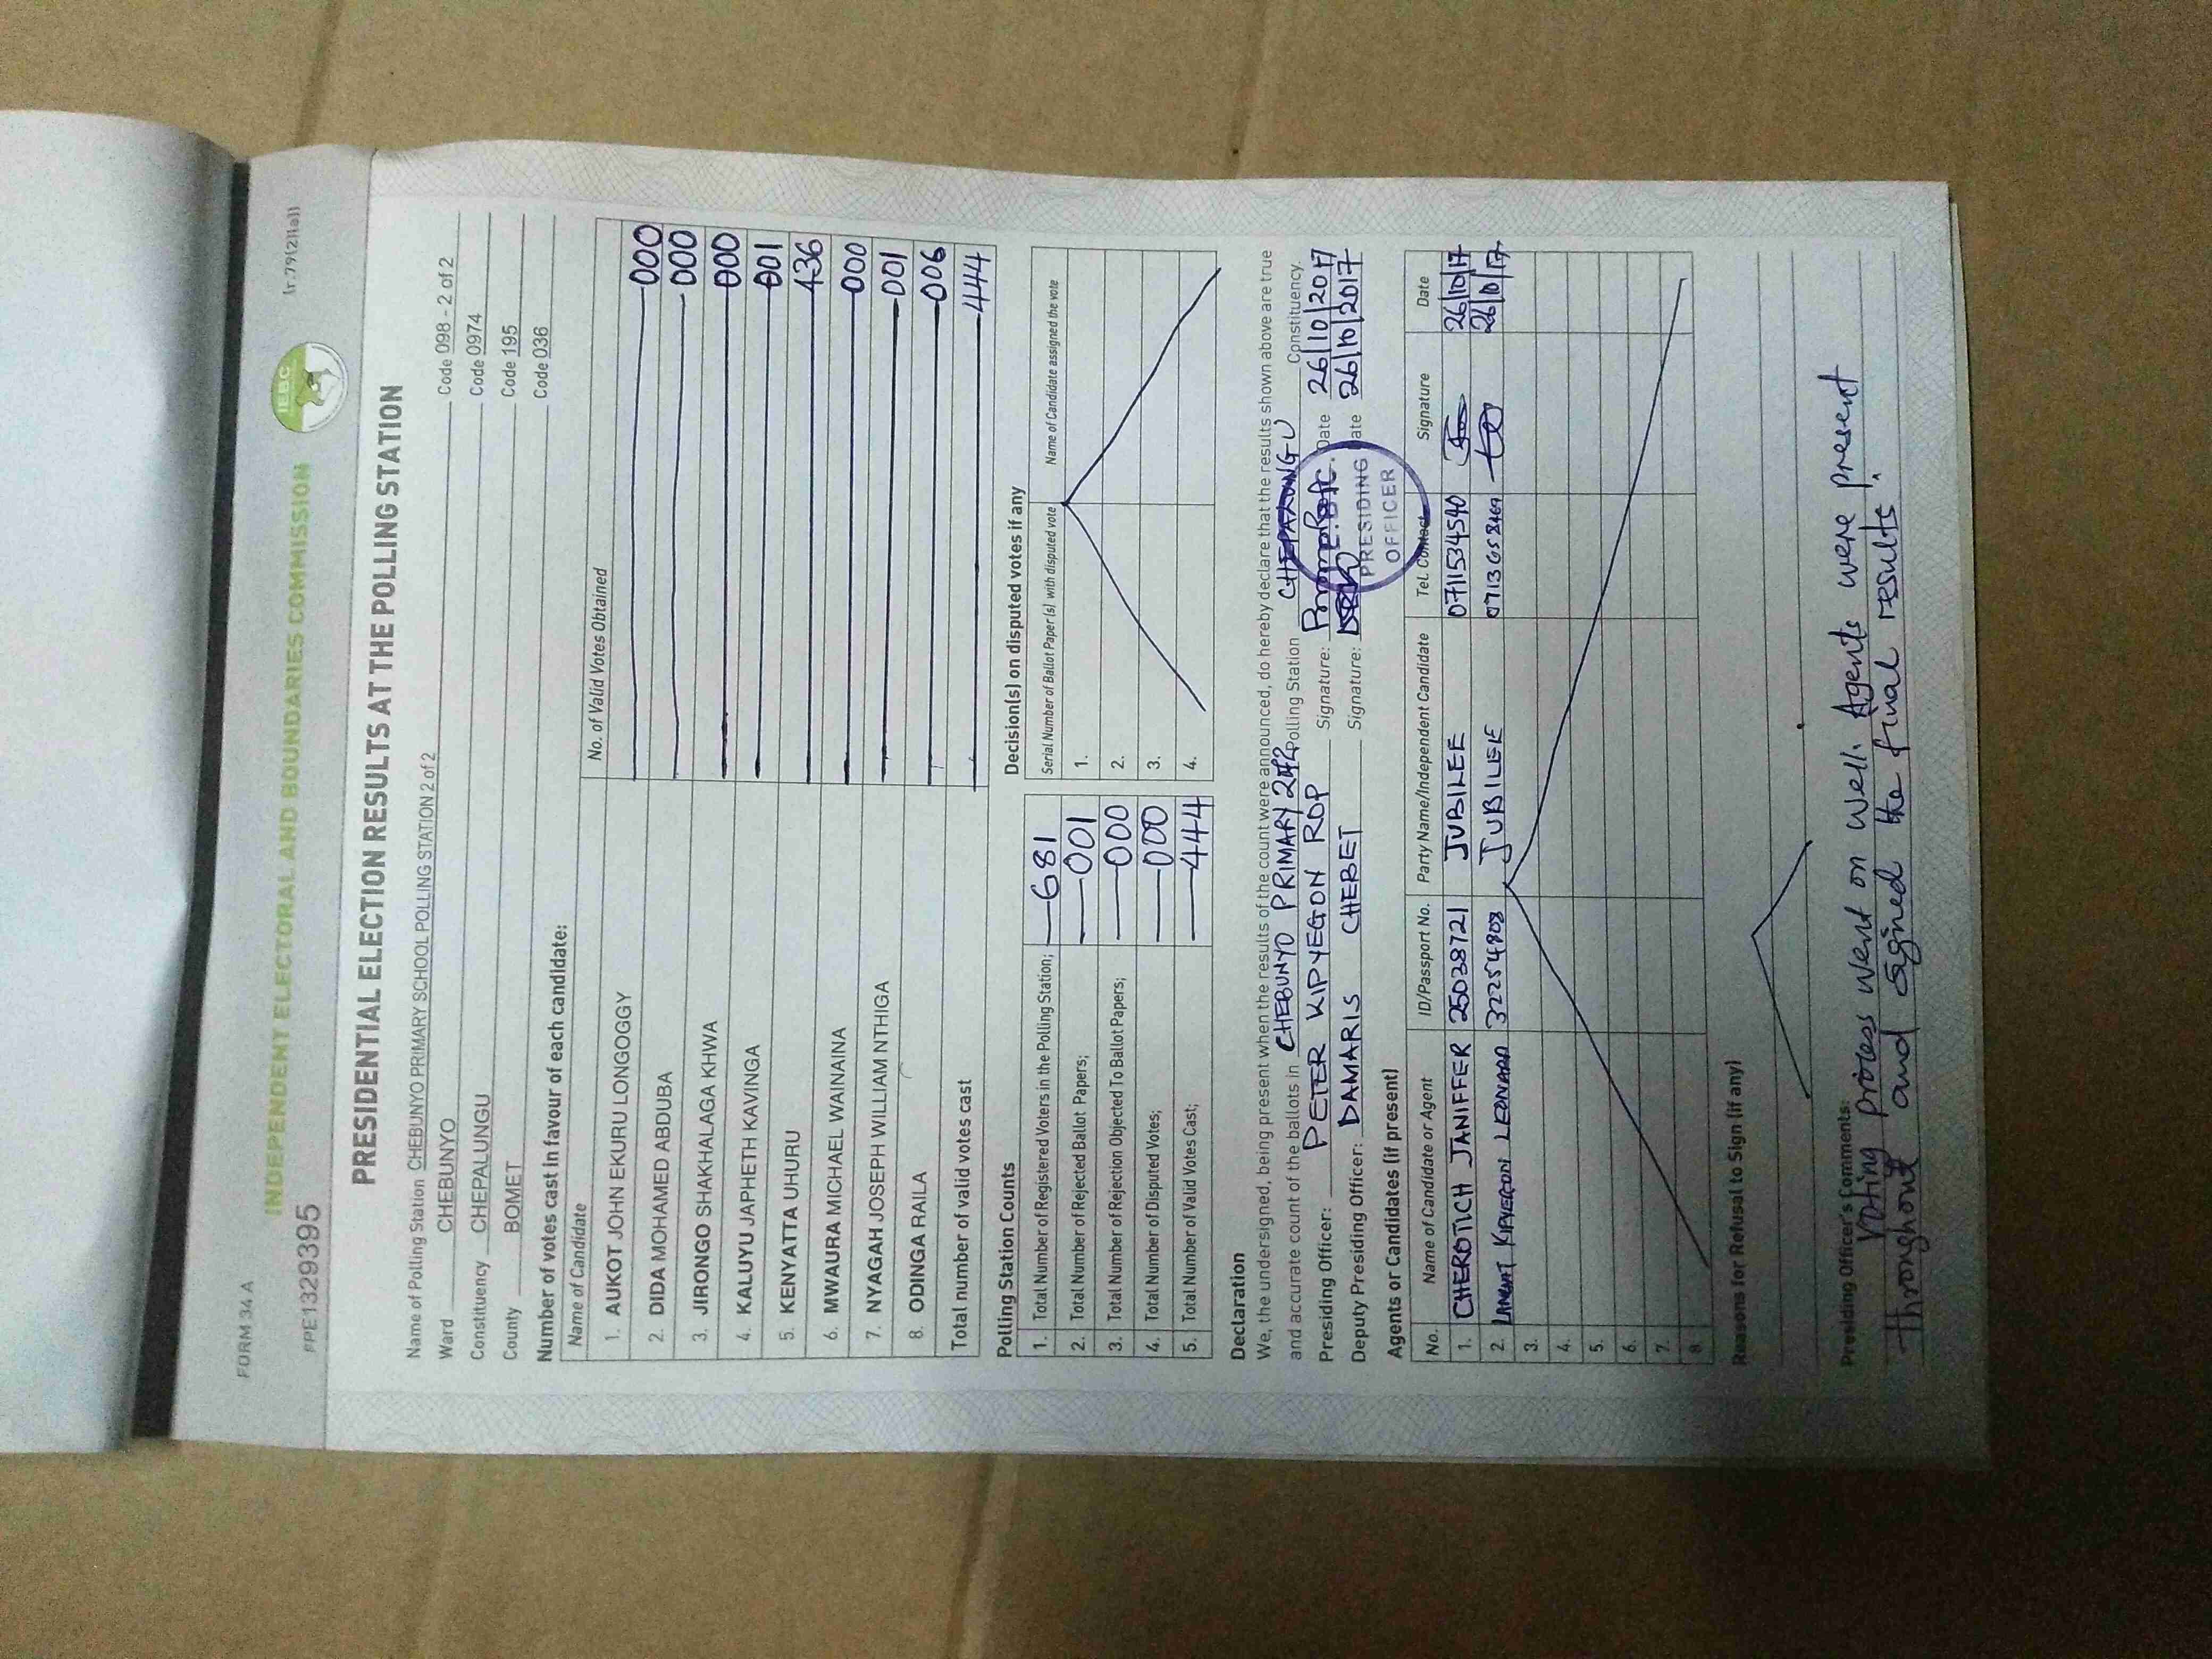 FORM 34 A
(r.79(2)(a))
INDEPENDENT ELECTORAL AND BOUNDARIES COMMISSION
IEBC
PPE1329395
PRESIDENTIAL ELECTION RESULTS AT THE POLLING STATION
Name of Polling Station CHEBUNYO PRIMARY SCHOOL POLLING STATION 2 of 2 Code 098 - 2 of 2
Ward CHEBUNYO Code 0974
Constituency CHEPALUNGU Code 195
County BOMET Code 036
Number of votes cast in favour of each candidate:
Name of Candidate No. of Valid Votes Obtained
1. AUKOT JOHN EKURU LONGOGGY 000
2. DIDA MOHAMED ABDUBA 000
3. JIRONGO SHAKHALAGA KHWA 000
4. KALUYU JAPHETH KAVINGA 001
5. KENYATTA UHURU 436
6. MWAURA MICHAEL WAINAINA 000
7. NYAGAH JOSEPH WILLIAM NTHIGA 001
8. ODINGA RAILA 006
Total number of valid votes cast 444
Polling Station Counts
1. Total Number of Registered Voters in the Polling Station; 681
2. Total Number of Rejected Ballot Papers; 001
3. Total Number of Rejection Objected To Ballot Papers; 000
4. Total Number of Disputed Votes; 000
5. Total Number of Valid Votes Cast; 444
Decision(s) on disputed votes if any
Serial Number of Ballot Paper (s) with disputed vote Name of Candidate assigned the vote
1.
2.
3.
4.
Declaration
We, the undersigned, being present when the results of the count were announced, do hereby declare that the results shown above are true
and accurate count of the ballots in CHEBUNYO PRIMARY 2 of 2 Polling Station CHEPALUNGU Constituency.
Presiding Officer: PETER KIPYEGON ROP Signature: Date 26/10/2017
Deputy Presiding Officer: DAMARIS CHEBET Signature: Date 26/10/2017
PRESIDING
OFFICER
Agents or Candidates (if present)
No. Name of Candidate or Agent ID/Passport No. Party Name/Independent Candidate Tel. Contact Signature Date
1. CHEROTICH JANIFFER 25038721 JUBILEE 0711534540 26/10/17
2. LANGAT KIPYEGON LEONARD 32254808 JUBILEE 26/10/17
3.
4.
5.
6.
7.
8.
Reasons for Refusal to Sign (if any)
Presiding Officer's Comments:
Voting process went on well. Agents were present
throughout and signed the final results.